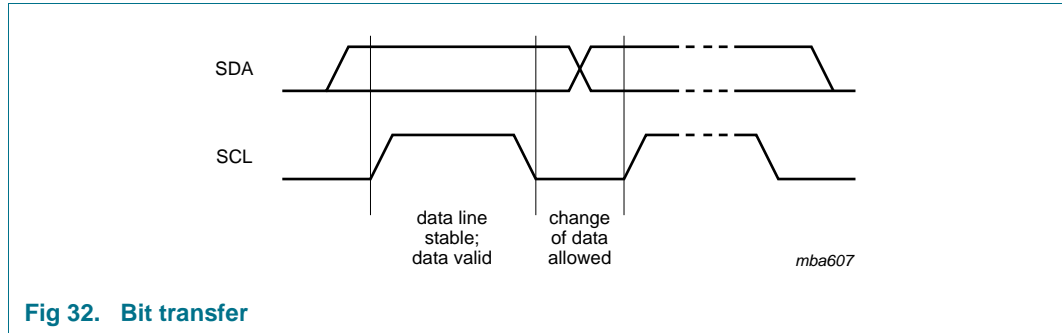 SDA
SCL
data line
stable;
data valid
change
of data
allowed
mba607
Fig 32. Bit transfer